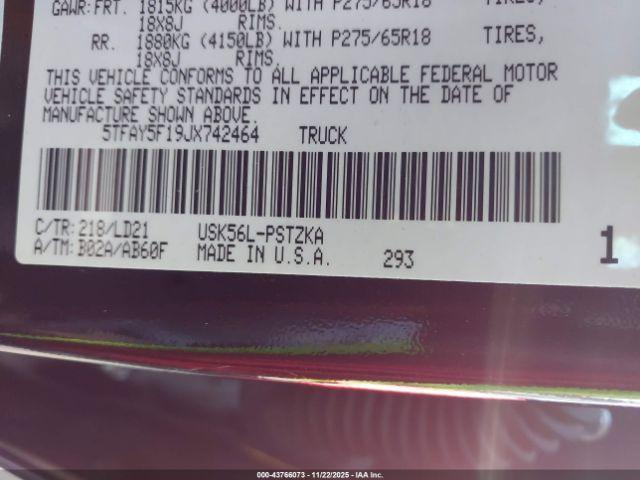 GAWR:FRT. 1815KG (4000LB) WITH P275/65R18 TIRES,
18X8J RIMS.
RR. 1880KG (4150LB) WITH P275/65R18 TIRES,
18X8J RIMS.
THIS VEHICLE CONFORMS TO ALL APPLICABLE FEDERAL MOTOR
VEHICLE SAFETY STANDARDS IN EFFECT ON THE DATE OF
MANUFACTURE SHOWN ABOVE.
5TFAY5F19JX742464 TRUCK
C/TR: 218/LD21 USK56L-PSTZKA
A/TM: B02A/AB60F MADE IN U.S.A. 293 1
000-43766073 - 11/22/2025 - IAA Inc.